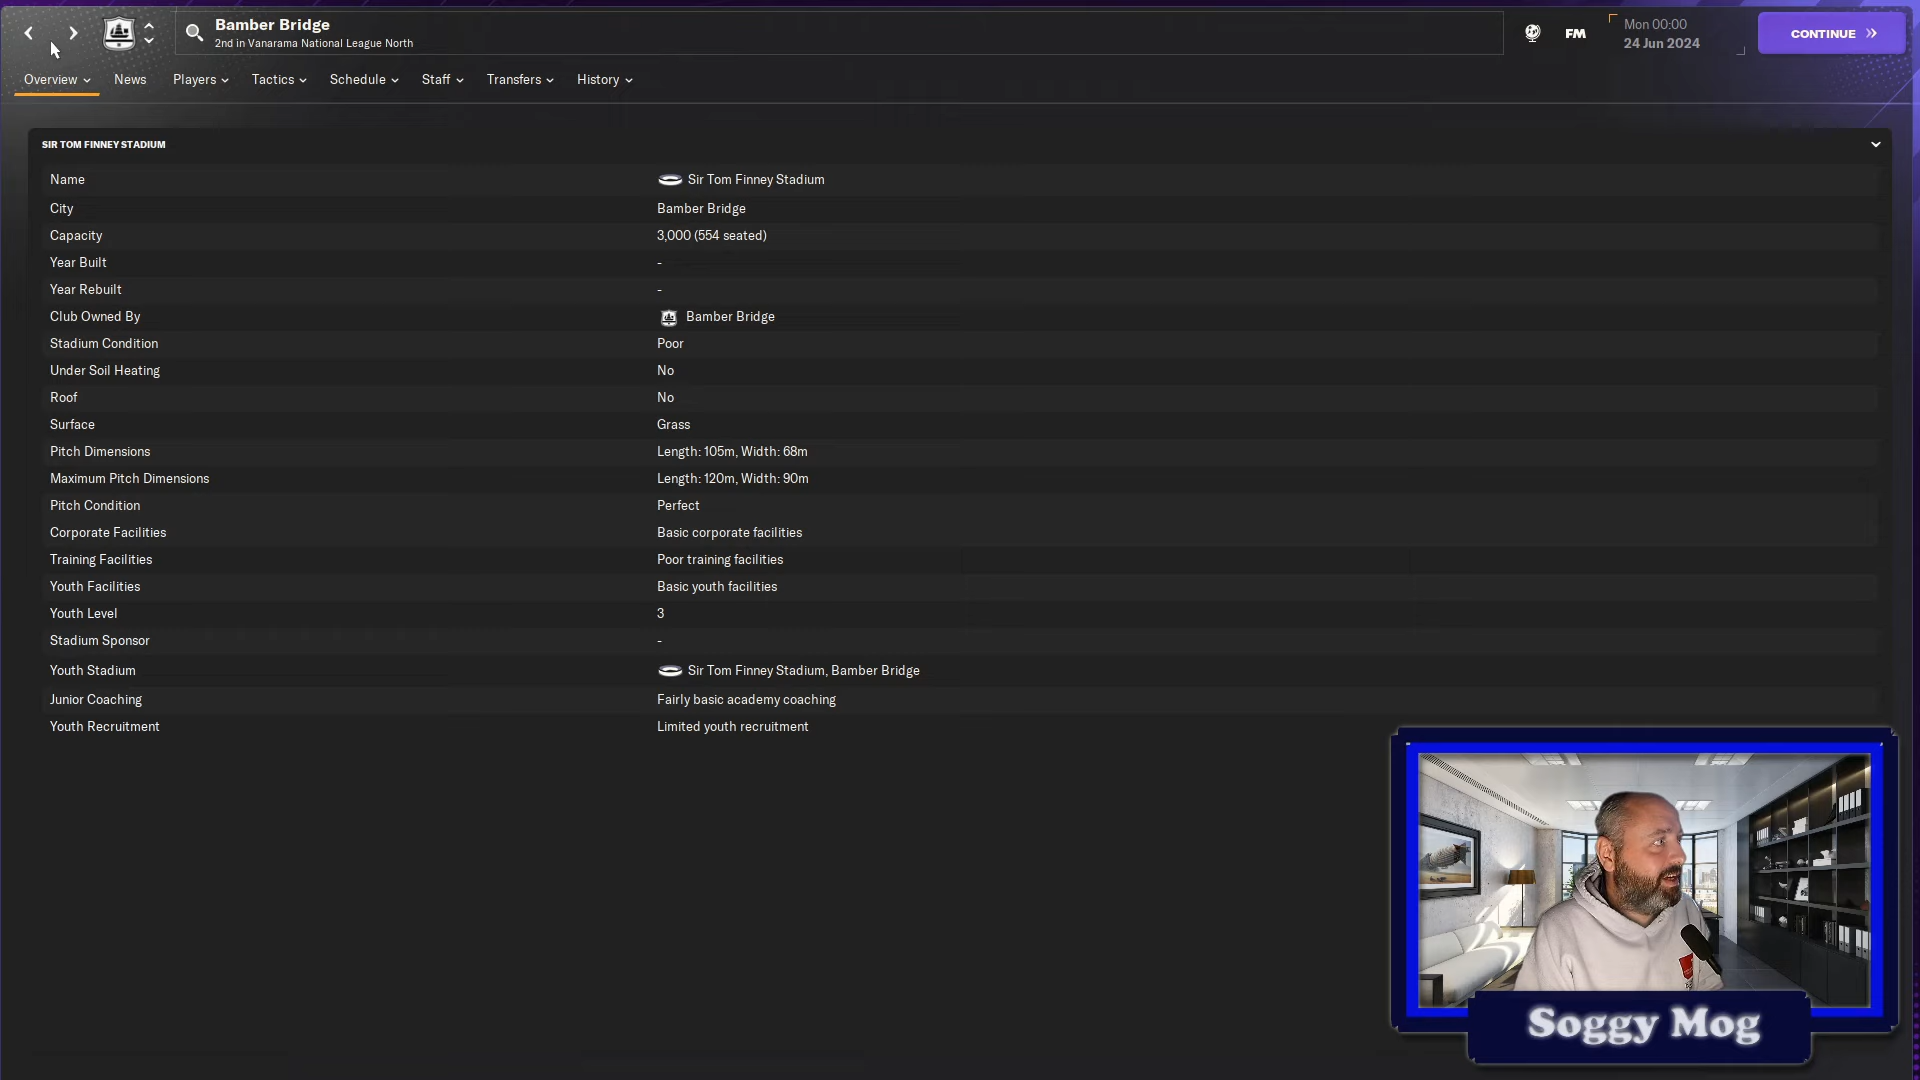 Bamber Bridge
2nd in Vanarama National League North
FM
Mon 00:00
24 Jun 2024
CONTINUE
Overview
News
Players
Tactics
Schedule
Staff
Transfers
History
SIR TOM FINNEY STADIUM
Name Sir Tom Finney Stadium
City Bamber Bridge
Capacity 3,000 (554 seated)
Year Built -
Year Rebuilt -
Club Owned By Bamber Bridge
Stadium Condition Poor
Under Soil Heating No
Roof No
Surface Grass
Pitch Dimensions Length: 105m, Width: 68m
Maximum Pitch Dimensions Length: 120m, Width: 90m
Pitch Condition Perfect
Corporate Facilities Basic corporate facilities
Training Facilities Poor training facilities
Youth Facilities Basic youth facilities
Youth Level 3
Stadium Sponsor -
Youth Stadium Sir Tom Finney Stadium, Bamber Bridge
Junior Coaching Fairly basic academy coaching
Youth Recruitment Limited youth recruitment
Soggy Mog